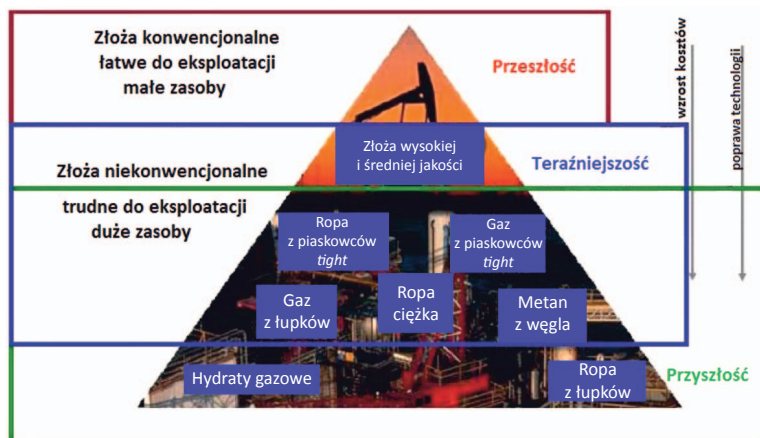 Złoża konwencjonalne
łatwe do eksploatacji
małe zasoby
Przeszłość
wzrost kosztów
poprawa technologii
Złoża wysokiej
i średniej jakości
Teraźniejszość
Złoża niekonwencjonalne
trudne do eksploatacji
duże zasoby
Ropa
z piaskowców
tight
Gaz
z piaskowców
tight
Gaz
z łupków
Ropa
ciężka
Metan
z węgla
Hydraty gazowe
Ropa
z łupków
Przyszłość